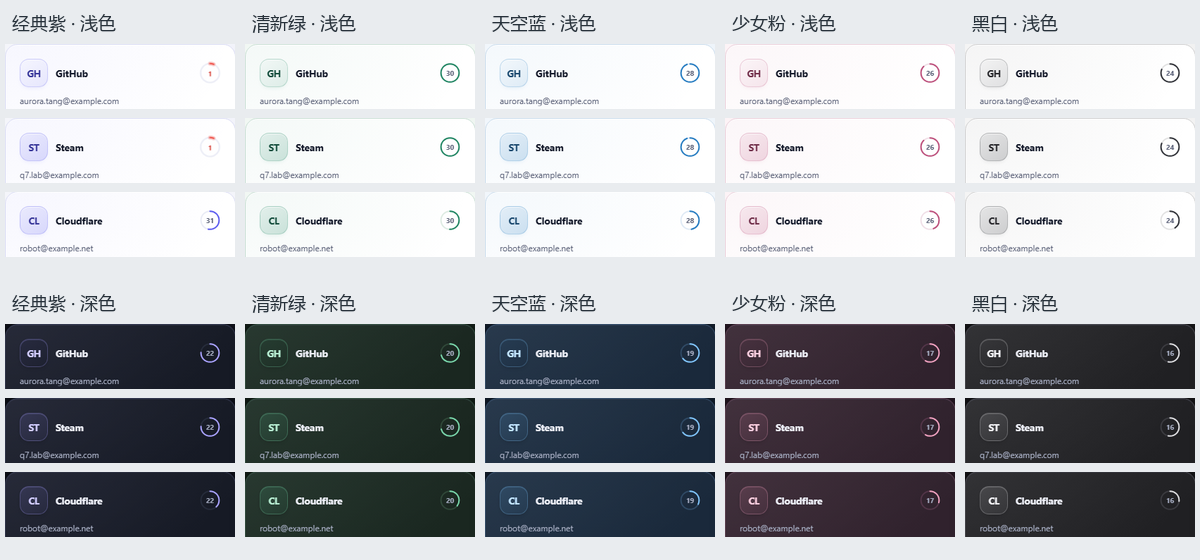 经典紫 · 浅色 清新绿 · 浅色 天空蓝 · 浅色 少女粉 · 浅色 黑白 · 浅色
GH GitHub 1 GH GitHub 30 GH GitHub 28 GH GitHub 26 GH GitHub 24
aurora.tang@example.com aurora.tang@example.com aurora.tang@example.com aurora.tang@example.com aurora.tang@example.com
ST Steam 1 ST Steam 30 ST Steam 28 ST Steam 26 ST Steam 24
q7.lab@example.com q7.lab@example.com q7.lab@example.com q7.lab@example.com q7.lab@example.com
CL Cloudflare 31 CL Cloudflare 30 CL Cloudflare 28 CL Cloudflare 26 CL Cloudflare 24
robot@example.net robot@example.net robot@example.net robot@example.net robot@example.net
经典紫 · 深色 清新绿 · 深色 天空蓝 · 深色 少女粉 · 深色 黑白 · 深色
GH GitHub 22 GH GitHub 20 GH GitHub 19 GH GitHub 17 GH GitHub 16
aurora.tang@example.com aurora.tang@example.com aurora.tang@example.com aurora.tang@example.com aurora.tang@example.com
ST Steam 22 ST Steam 20 ST Steam 19 ST Steam 17 ST Steam 16
q7.lab@example.com q7.lab@example.com q7.lab@example.com q7.lab@example.com q7.lab@example.com
CL Cloudflare 22 CL Cloudflare 20 CL Cloudflare 19 CL Cloudflare 17 CL Cloudflare 16
robot@example.net robot@example.net robot@example.net robot@example.net robot@example.net